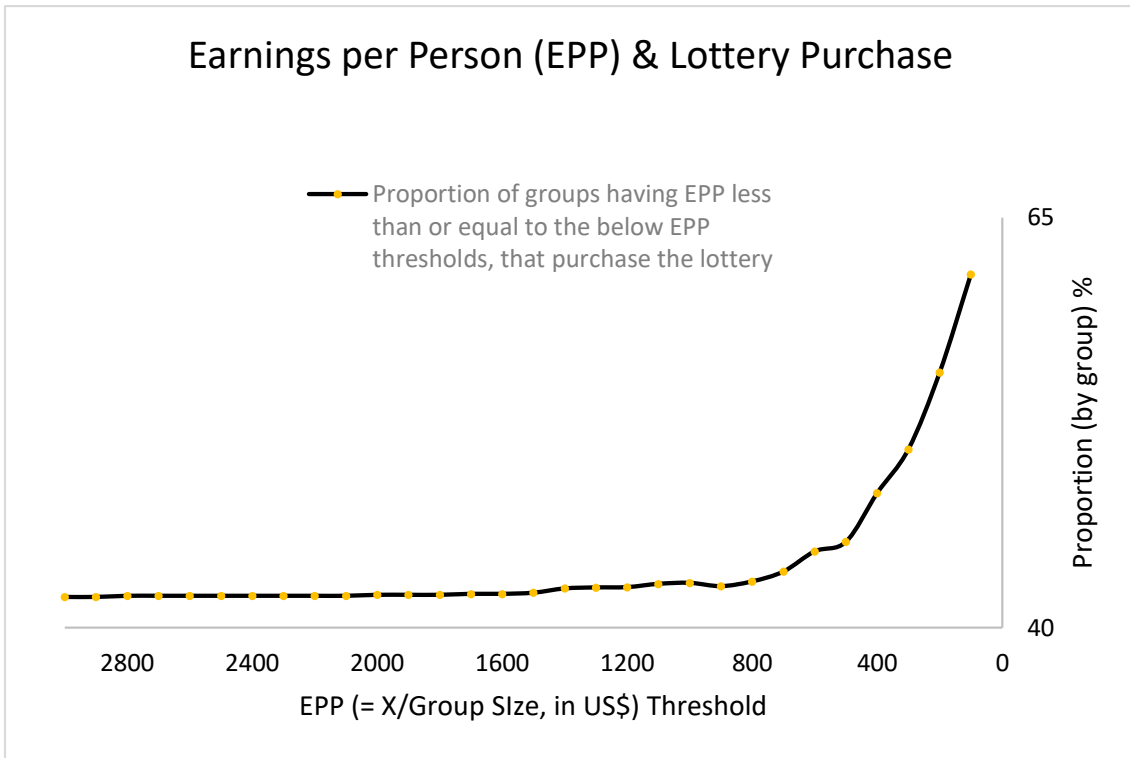 Earnings per Person (EPP) & Lottery Purchase
Proportion of groups having EPP less
than or equal to the below EPP
thresholds, that purchase the lottery
65
40
Proportion (by group) %
2800 2400 2000 1600 1200 800 400 0
EPP (= X/Group SIze, in US$) Threshold